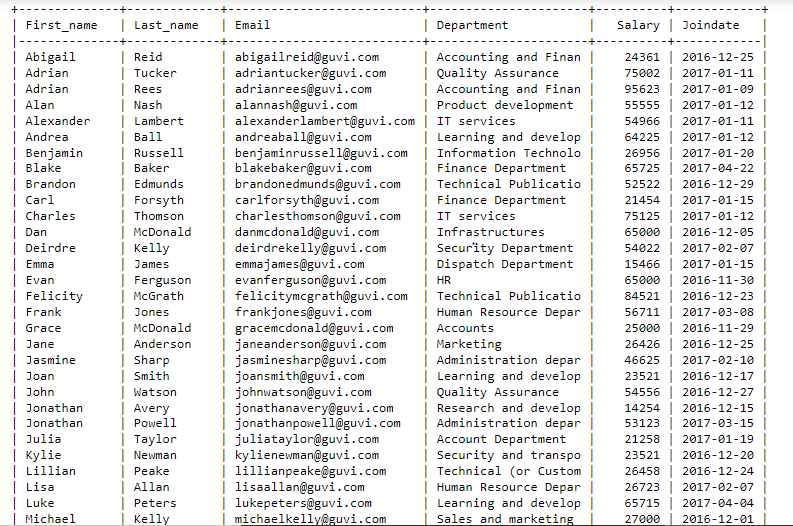 First_name | Last_name | Email | Department | Salary | Joindate
Abigail | Reid | abigailreid@guvi.com | Accounting and Finan | 24361 | 2016-12-25
Adrian | Tucker | adriantucker@guvi.com | Quality Assurance | 75002 | 2017-01-11
Adrian | Rees | adrianrees@guvi.com | Accounting and Finan | 95623 | 2017-01-09
Alan | Nash | alannash@guvi.com | Product development | 55555 | 2017-01-12
Alexander | Lambert | alexanderlambert@guvi.com | IT services | 54966 | 2017-01-11
Andrea | Ball | andreaball@guvi.com | Learning and develop | 64225 | 2017-01-12
Benjamin | Russell | benjaminrussell@guvi.com | Information Technolo | 26956 | 2017-01-20
Blake | Baker | blakebaker@guvi.com | Finance Department | 65725 | 2017-04-22
Brandon | Edmunds | brandonedmunds@guvi.com | Technical Publicatio | 52522 | 2016-12-29
Carl | Forsyth | carlforsyth@guvi.com | Finance Department | 21454 | 2017-01-15
Charles | Thomson | charlesthomson@guvi.com | IT services | 75125 | 2017-01-12
Dan | McDonald | danmcdonald@guvi.com | Infrastructures | 65000 | 2016-12-05
Deirdre | Kelly | deirdrekelly@guvi.com | Security Department | 54022 | 2017-02-07
Emma | James | emmajames@guvi.com | Dispatch Department | 15466 | 2017-01-15
Evan | Ferguson | evanferguson@guvi.com | HR | 65000 | 2016-11-30
Felicity | McGrath | felicitymcgrath@guvi.com | Technical Publicatio | 84521 | 2016-12-23
Frank | Jones | frankjones@guvi.com | Human Resource Depar | 56711 | 2017-03-08
Grace | McDonald | gracemcdonald@guvi.com | Accounts | 25000 | 2016-11-29
Jane | Anderson | janeanderson@guvi.com | Marketing | 26426 | 2016-12-25
Jasmine | Sharp | jasminesharp@guvi.com | Administration depar | 46625 | 2017-02-10
Joan | Smith | joansmith@guvi.com | Learning and develop | 23521 | 2016-12-17
John | Watson | johnwatson@guvi.com | Quality Assurance | 54556 | 2016-12-27
Jonathan | Avery | jonathanavery@guvi.com | Research and develop | 14254 | 2016-12-15
Jonathan | Powell | jonathanpowell@guvi.com | Administration depar | 53123 | 2017-03-15
Julia | Taylor | juliataylor@guvi.com | Account Department | 21258 | 2017-01-19
Kylie | Newman | kylienewman@guvi.com | Security and transpo | 23521 | 2016-12-20
Lillian | Peake | lillianpeake@guvi.com | Technical (or Custom | 26458 | 2016-12-24
Lisa | Allan | lisaallan@guvi.com | Human Resource Depar | 26723 | 2017-02-07
Luke | Peters | lukepeters@guvi.com | Learning and develop | 65715 | 2017-04-04
Michael | Kelly | michaelkelly@guvi.com | Sales and marketing | 27000 | 2016-12-01